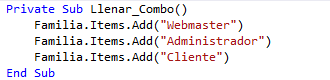 Private Sub Llenar_Combo()
    Familia.Items.Add("Webmaster")
    Familia.Items.Add("Administrador")
    Familia.Items.Add("Cliente")
End Sub